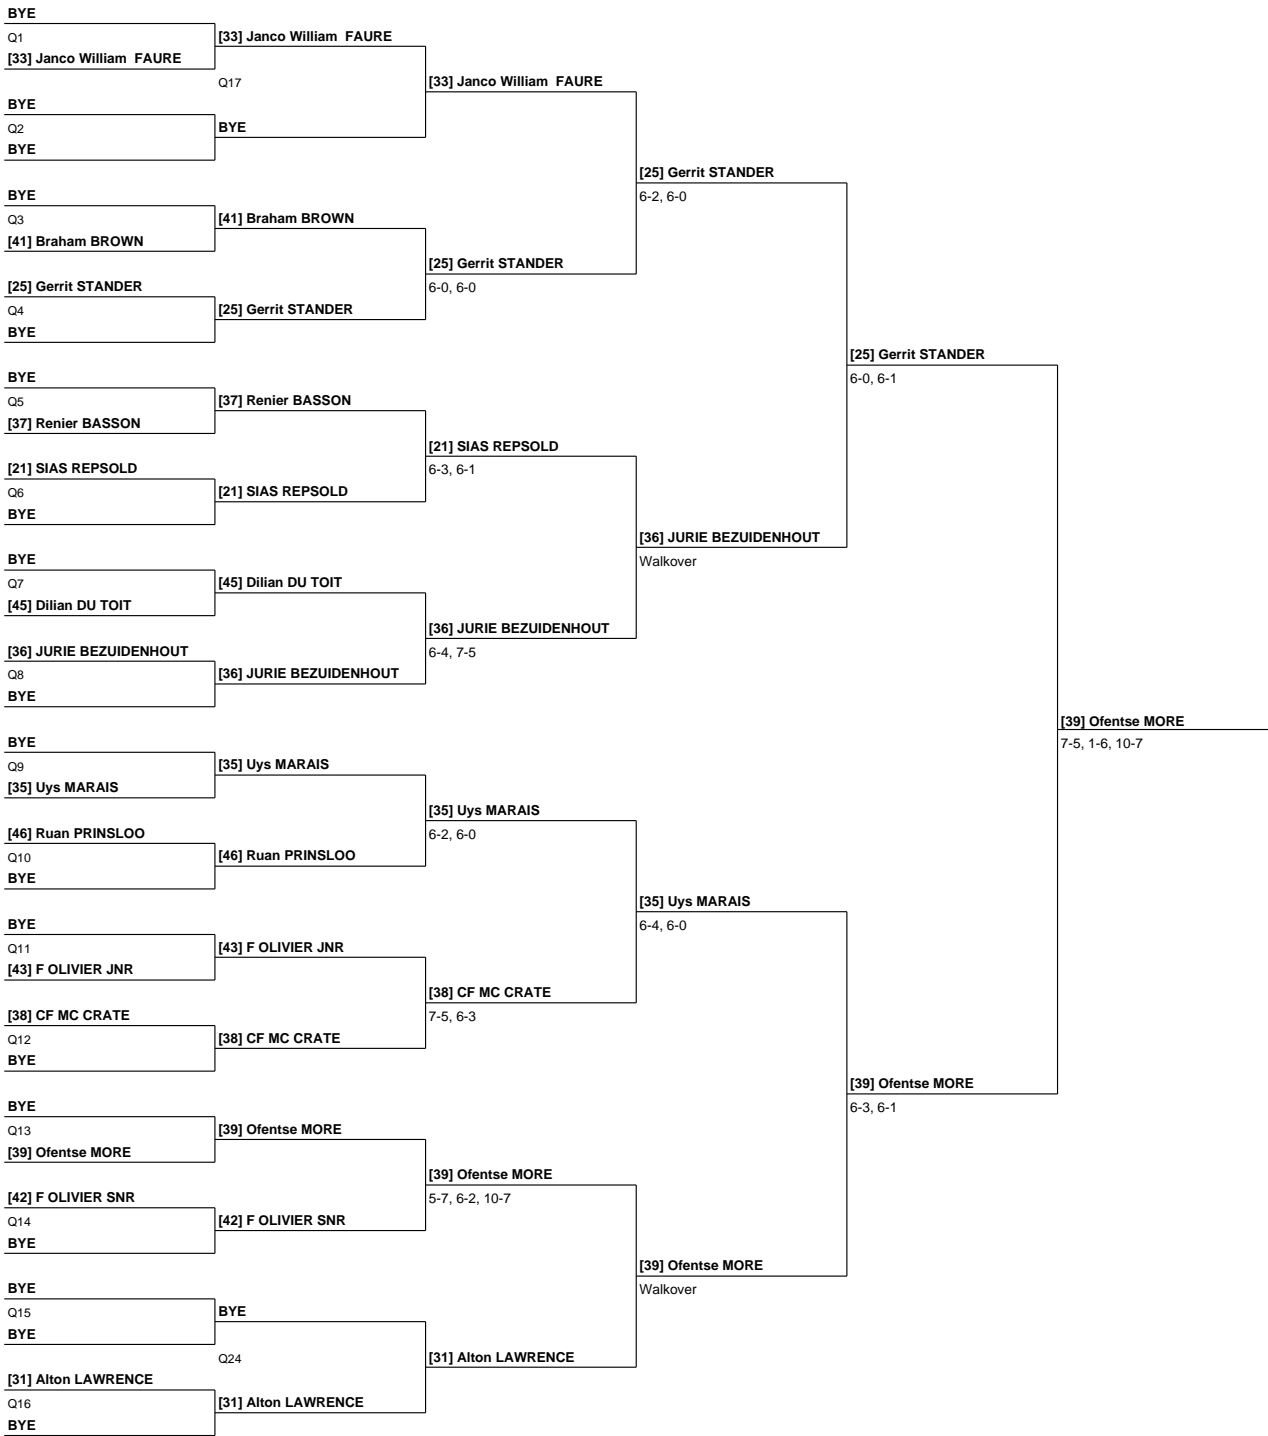 BYE
Q1
[33] Janco William  FAURE
BYE
Q2
BYE
BYE
Q3
[41] Braham BROWN
[25] Gerrit STANDER
Q4
BYE
BYE
Q5
[37] Renier BASSON
[21] SIAS REPSOLD
Q6
BYE
BYE
Q7
[45] Dilian DU TOIT
[36] JURIE BEZUIDENHOUT
Q8
BYE
BYE
Q9
[35] Uys MARAIS
[46] Ruan PRINSLOO
Q10
BYE
BYE
Q11
[43] F OLIVIER JNR
[38] CF MC CRATE
Q12
BYE
BYE
Q13
[39] Ofentse MORE
[42] F OLIVIER SNR
Q14
BYE
BYE
Q15
BYE
[31] Alton LAWRENCE
Q16
BYE
[33] Janco William  FAURE
Q17
BYE
[41] Braham BROWN
[25] Gerrit STANDER
[37] Renier BASSON
[21] SIAS REPSOLD
[45] Dilian DU TOIT
[36] JURIE BEZUIDENHOUT
[35] Uys MARAIS
[46] Ruan PRINSLOO
[43] F OLIVIER JNR
[38] CF MC CRATE
[39] Ofentse MORE
[42] F OLIVIER SNR
BYE
Q24
[31] Alton LAWRENCE
[33] Janco William  FAURE
[25] Gerrit STANDER
6-0, 6-0
[21] SIAS REPSOLD
6-3, 6-1
[36] JURIE BEZUIDENHOUT
6-4, 7-5
[35] Uys MARAIS
6-2, 6-0
[38] CF MC CRATE
7-5, 6-3
[39] Ofentse MORE
5-7, 6-2, 10-7
[31] Alton LAWRENCE
[25] Gerrit STANDER
6-2, 6-0
[36] JURIE BEZUIDENHOUT
Walkover
[35] Uys MARAIS
6-4, 6-0
[39] Ofentse MORE
Walkover
[25] Gerrit STANDER
6-0, 6-1
[39] Ofentse MORE
6-3, 6-1
[39] Ofentse MORE
7-5, 1-6, 10-7